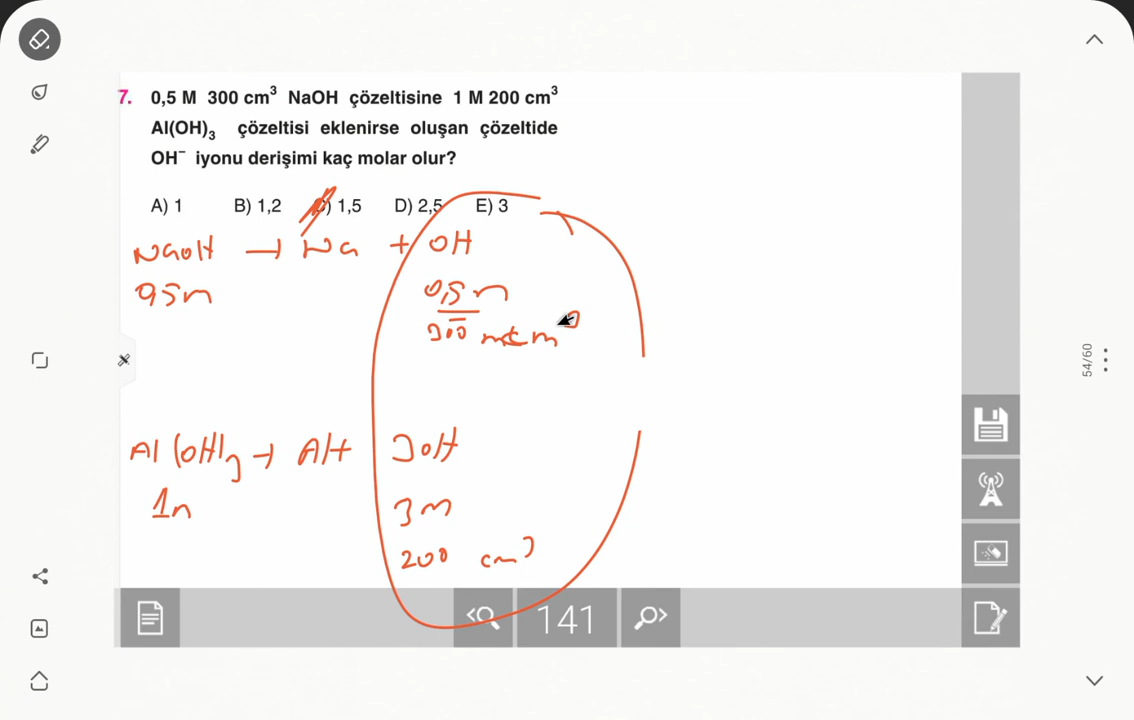 7. 0,5 M 300 cm³ NaOH çözeltisine 1 M 200 cm³
Al(OH)₃ çözeltisi eklenirse oluşan çözeltide
OH⁻ iyonu derişimi kaç molar olur?
A) 1 B) 1,2 C) 1,5 D) 2,5 E) 3
NaOH → Na + OH
0,5m 0,5m
300 cm³
Al(OH)₃ → Al+ 3OH
1m 3m
200 cm³
141
54/60